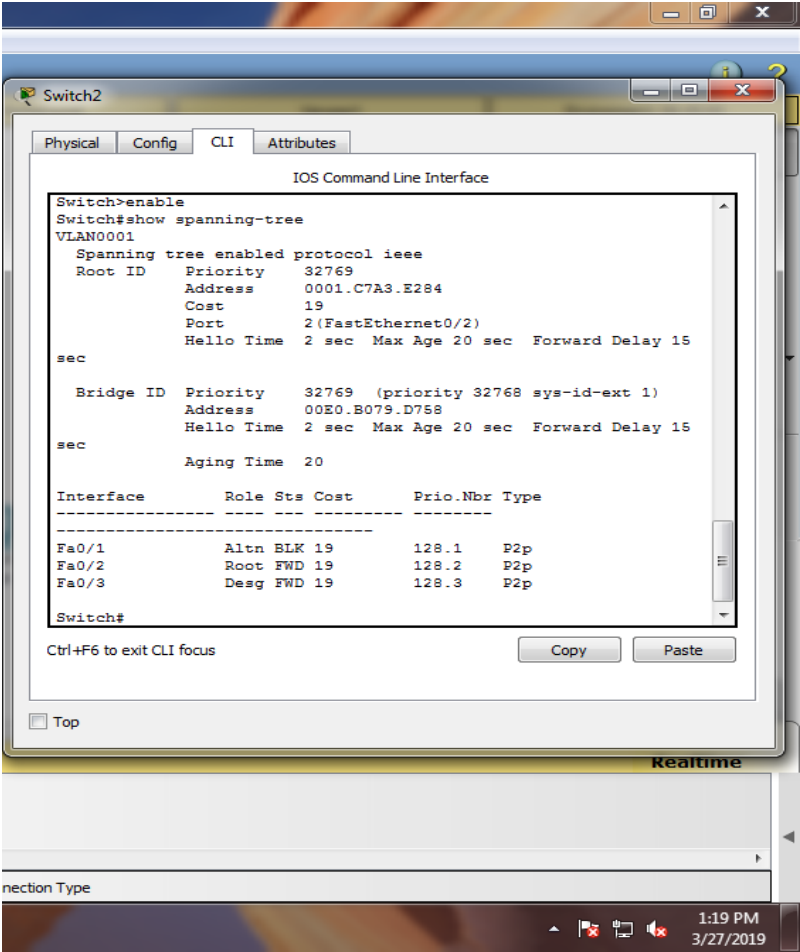 Switch2
Physical Config CLI Attributes
IOS Command Line Interface
Switch>enable
Switch#show spanning-tree
VLAN0001
  Spanning tree enabled protocol ieee
  Root ID    Priority    32769
             Address     0001.C7A3.E284
             Cost        19
             Port        2(FastEthernet0/2)
             Hello Time  2 sec  Max Age 20 sec  Forward Delay 15
sec

  Bridge ID  Priority    32769  (priority 32768 sys-id-ext 1)
             Address     00E0.B079.D758
             Hello Time  2 sec  Max Age 20 sec  Forward Delay 15
sec
             Aging Time  20

Interface        Role Sts Cost      Prio.Nbr Type
---------------- ---- --- --------- --------
--------------------------------
Fa0/1            Altn BLK 19        128.1    P2p
Fa0/2            Root FWD 19        128.2    P2p
Fa0/3            Desg FWD 19        128.3    P2p

Switch#
Ctrl+F6 to exit CLI focus Copy Paste
Top
Realtime
nection Type
1:19 PM
3/27/2019